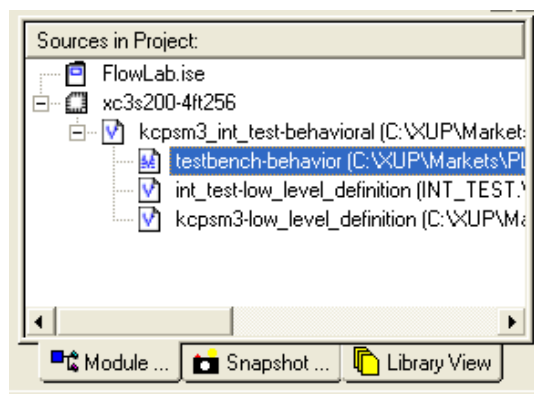 Sources in Project:
FlowLab.ise
xc3s200-4ft256
kcpsm3_int_test-behavioral (C:\XUP\Market
testbench-behavior (C:\XUP\Markets\PL
int_test-low_level_definition (INT_TEST.
kcpsm3-low_level_definition (C:\XUP\Ma
Module ... Snapshot ... Library View